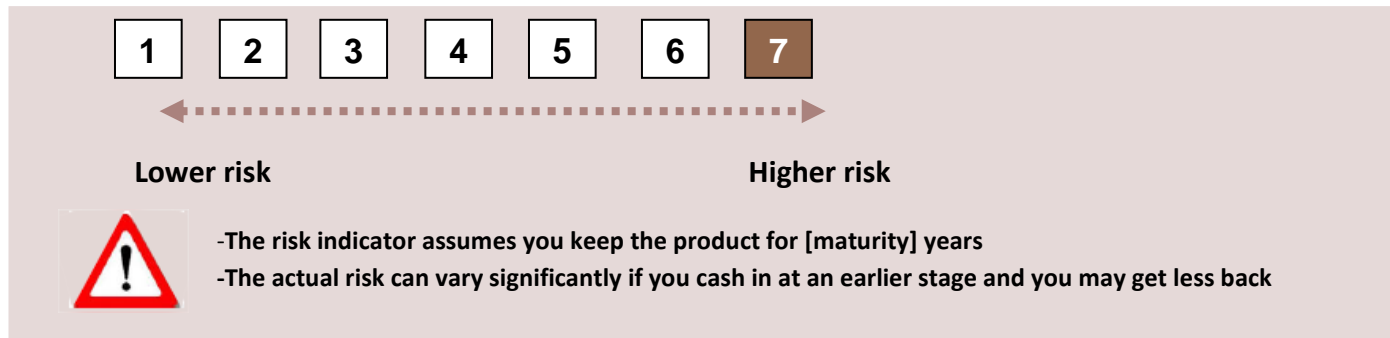 1 2 3 4 5 6 7
Lower risk Higher risk
-The risk indicator assumes you keep the product for [maturity] years
-The actual risk can vary significantly if you cash in at an earlier stage and you may get less back